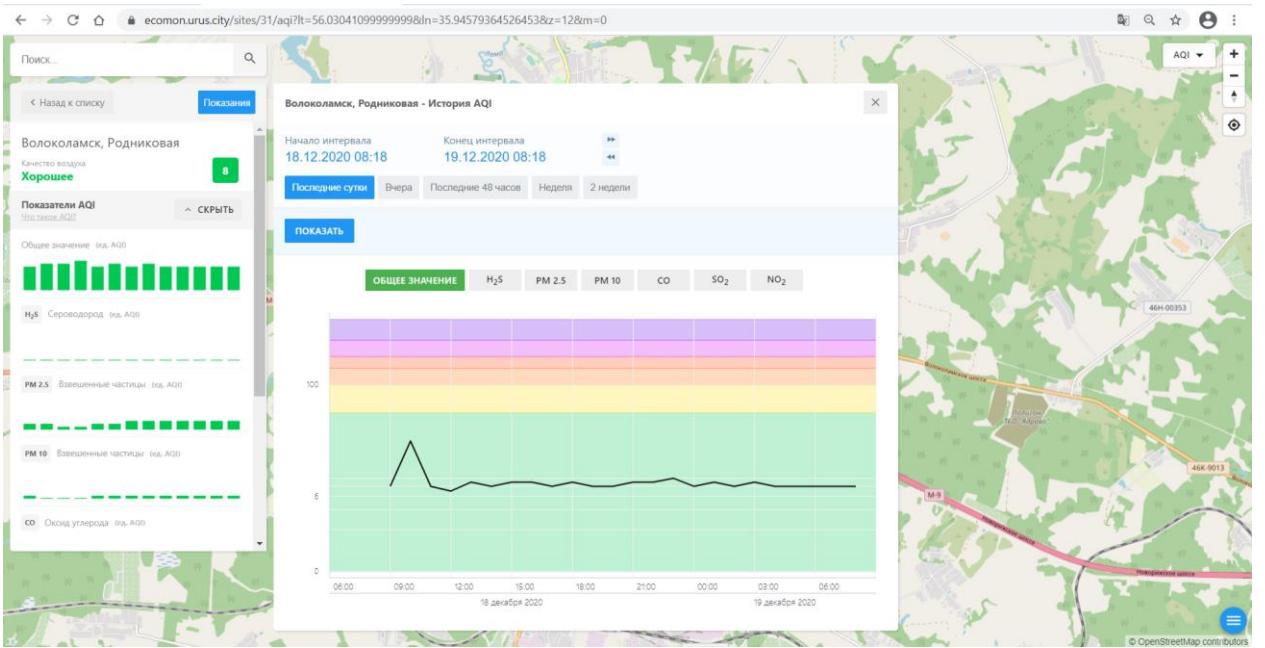 ecomon.urus.city/sites/31/aqi?lt=56.03041099999999&ln=35.94579364526453&z=12&m=0
Поиск...
AQI
Назад к списку
Показания
Волоколамск, Родниковая
Качество воздуха
Хорошее
8
Показатели AQI
Что такое AQI?
СКРЫТЬ
Общее значение (ед. AQI)
H₂S Сероводород (ед. AQI)
PM 2.5 Взвешенные частицы (ед. AQI)
PM 10 Взвешенные частицы (ед. AQI)
CO Оксид углерода (ед. AQI)
Волоколамск, Родниковая - История AQI
Начало интервала
18.12.2020 08:18
Конец интервала
19.12.2020 08:18
Последние сутки Вчера Последние 48 часов Неделя 2 недели
ПОКАЗАТЬ
ОБЩЕЕ ЗНАЧЕНИЕ H₂S PM 2.5 PM 10 CO SO₂ NO₂
100
6
0
06:00 09:00 12:00 15:00 18:00 21:00 00:00 03:00 06:00
18 декабря 2020 19 декабря 2020
46Н-00353
Волоколамское шоссе
Полигон
ТКО "Ядрово"
46К-9013
М-9
Новорижское шоссе
Новорижское шоссе
© OpenStreetMap contributors